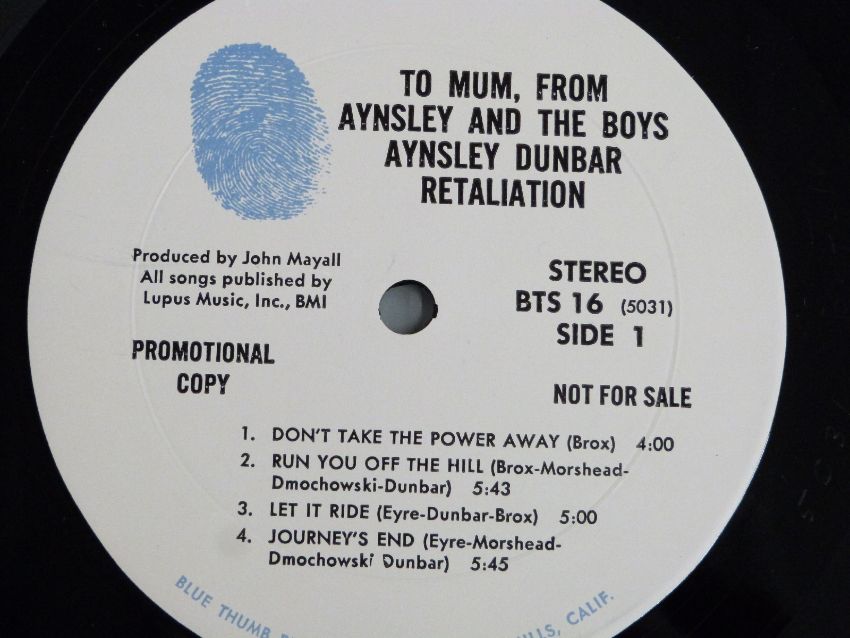 TO MUM, FROM
AYNSLEY AND THE BOYS
AYNSLEY DUNBAR
RETALIATION
Produced by John Mayall
All songs published by
Lupus Music, Inc., BMI
STEREO
BTS 16 (5031)
SIDE 1
PROMOTIONAL
COPY
NOT FOR SALE
1. DON'T TAKE THE POWER AWAY (Brox) 4:00
2. RUN YOU OFF THE HILL (Brox-Morshead-
Dmochowski-Dunbar) 5:43
3. LET IT RIDE (Eyre-Dunbar-Brox) 5:00
4. JOURNEY'S END (Eyre-Morshead-
Dmochowski Dunbar) 5:45
BLUE THUMB CALIF.